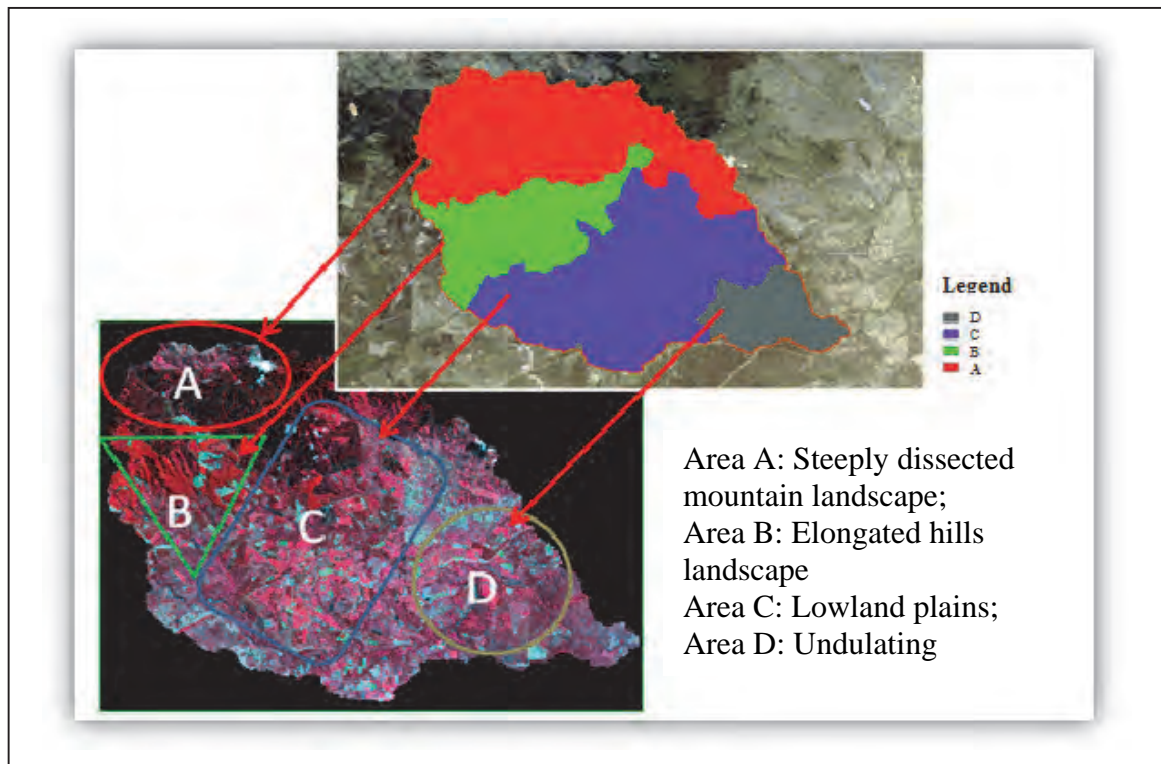 Legend
D
C
B
A
A
B
C
D
Area A: Steeply dissected
mountain landscape;
Area B: Elongated hills
landscape
Area C: Lowland plains;
Area D: Undulating